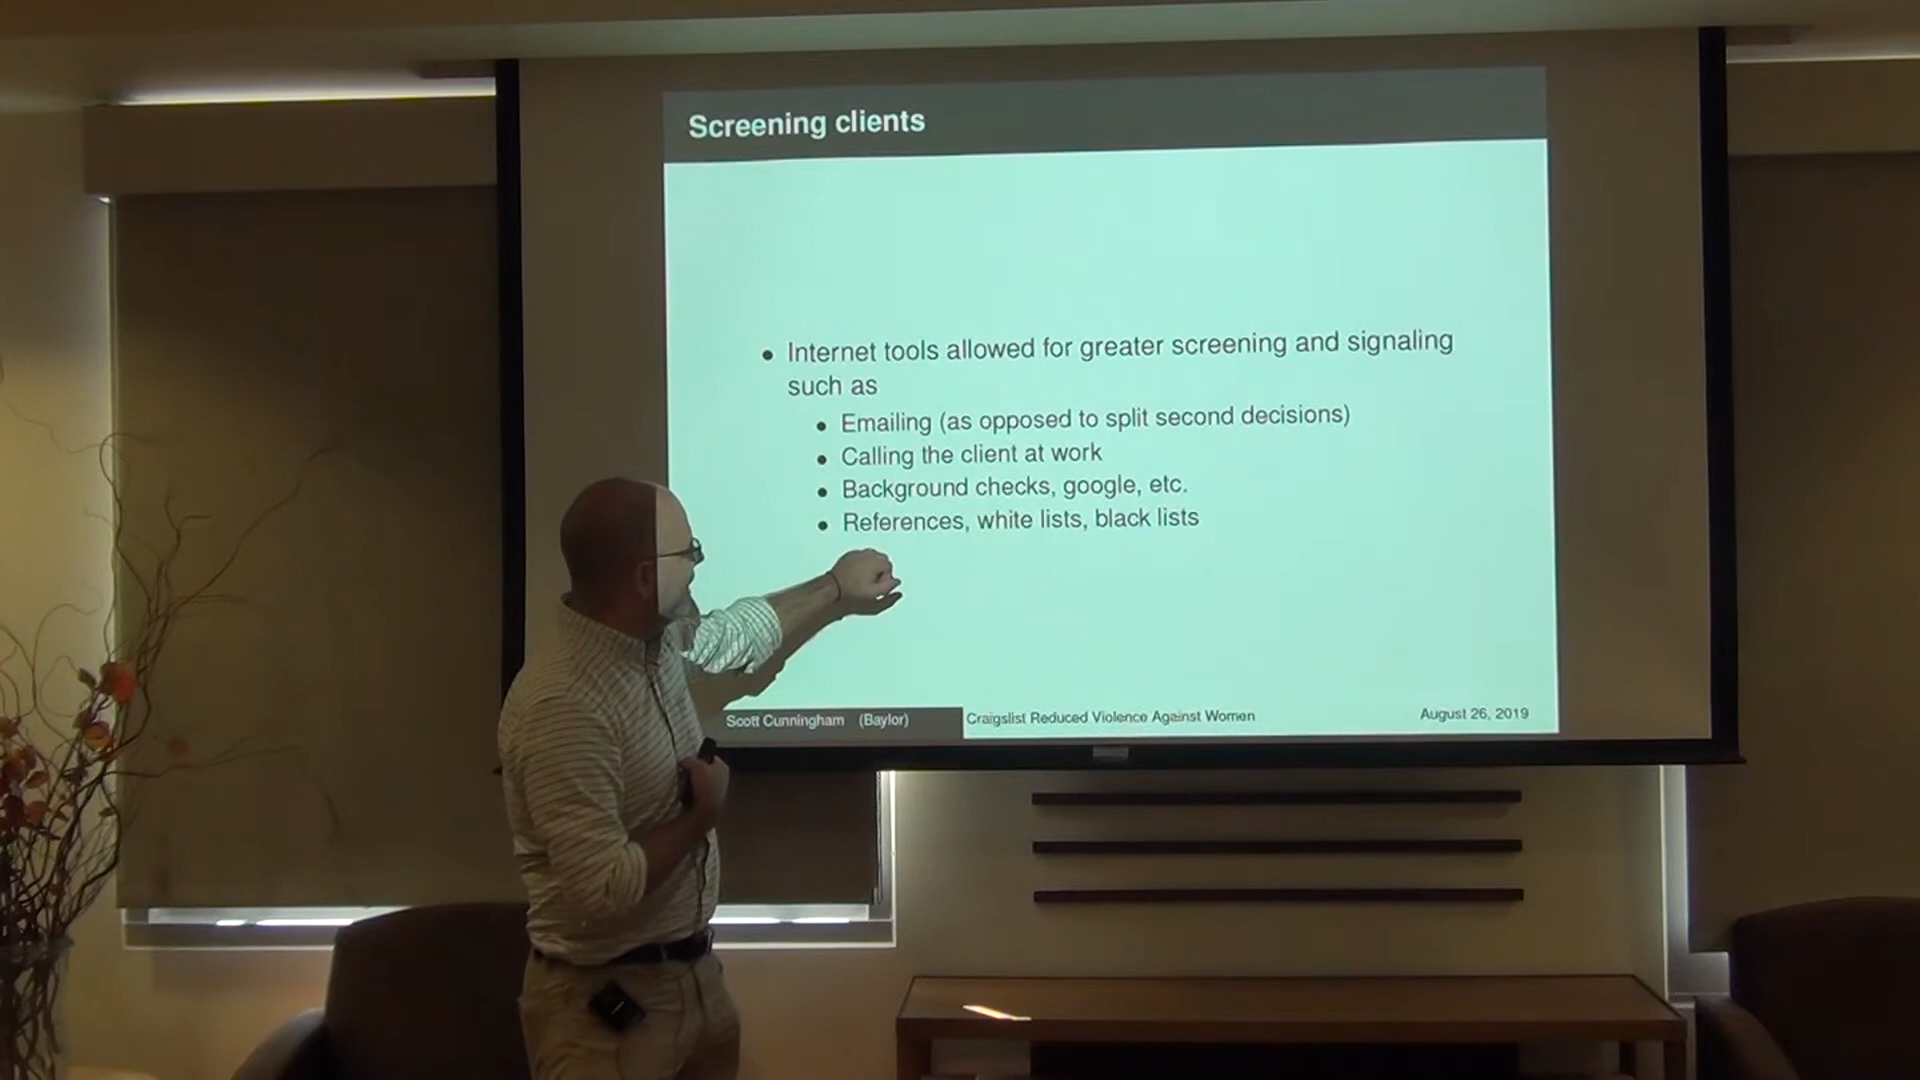 Screening clients
• Internet tools allowed for greater screening and signaling
such as
• Emailing (as opposed to split second decisions)
• Calling the client at work
• Background checks, google, etc.
• References, white lists, black lists
Scott Cunningham (Baylor) Craigslist Reduced Violence Against Women August 26, 2019